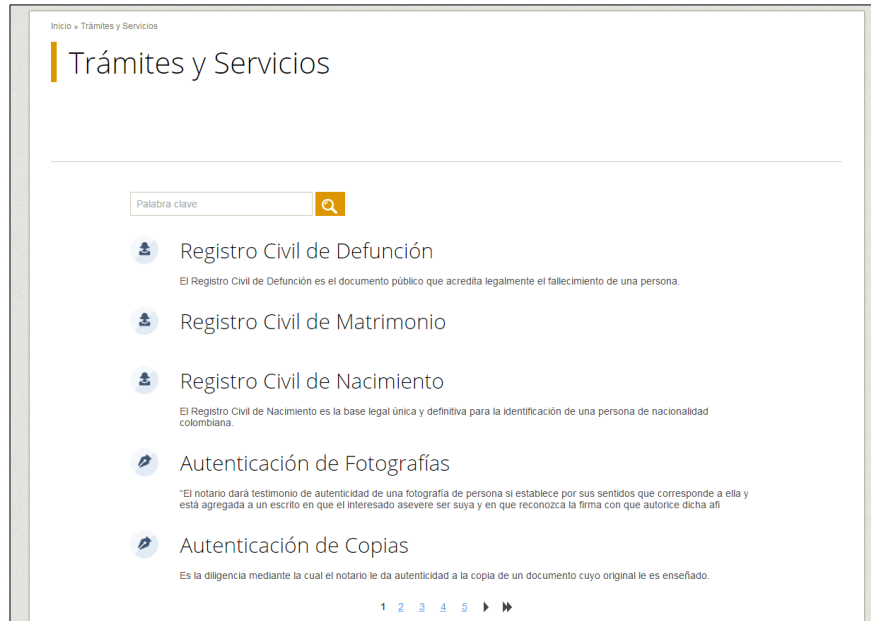 Inicio » Trámites y Servicios
Trámites y Servicios
Palabra clave
Registro Civil de Defunción
El Registro Civil de Defunción es el documento público que acredita legalmente el fallecimiento de una persona.
Registro Civil de Matrimonio
Registro Civil de Nacimiento
El Registro Civil de Nacimiento es la base legal única y definitiva para la identificación de una persona de nacionalidad
colombiana.
Autenticación de Fotografías
“El notario dará testimonio de autenticidad de una fotografía de persona si establece por sus sentidos que corresponde a ella y
está agregada a un escrito en que el interesado asevere ser suya y en que reconozca la firma con que autorice dicha afi
Autenticación de Copias
Es la diligencia mediante la cual el notario le da autenticidad a la copia de un documento cuyo original le es enseñado.
1 2 3 4 5